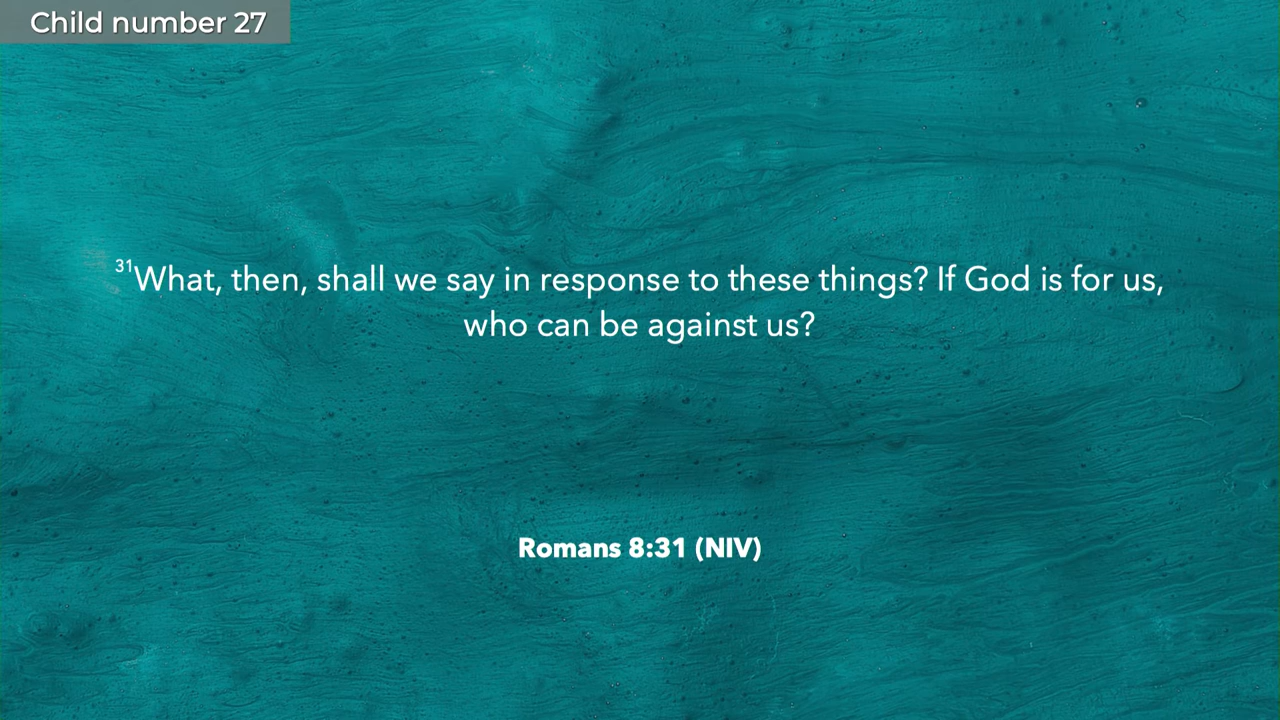 Child number 27
³¹What, then, shall we say in response to these things? If God is for us,
who can be against us?
Romans 8:31 (NIV)